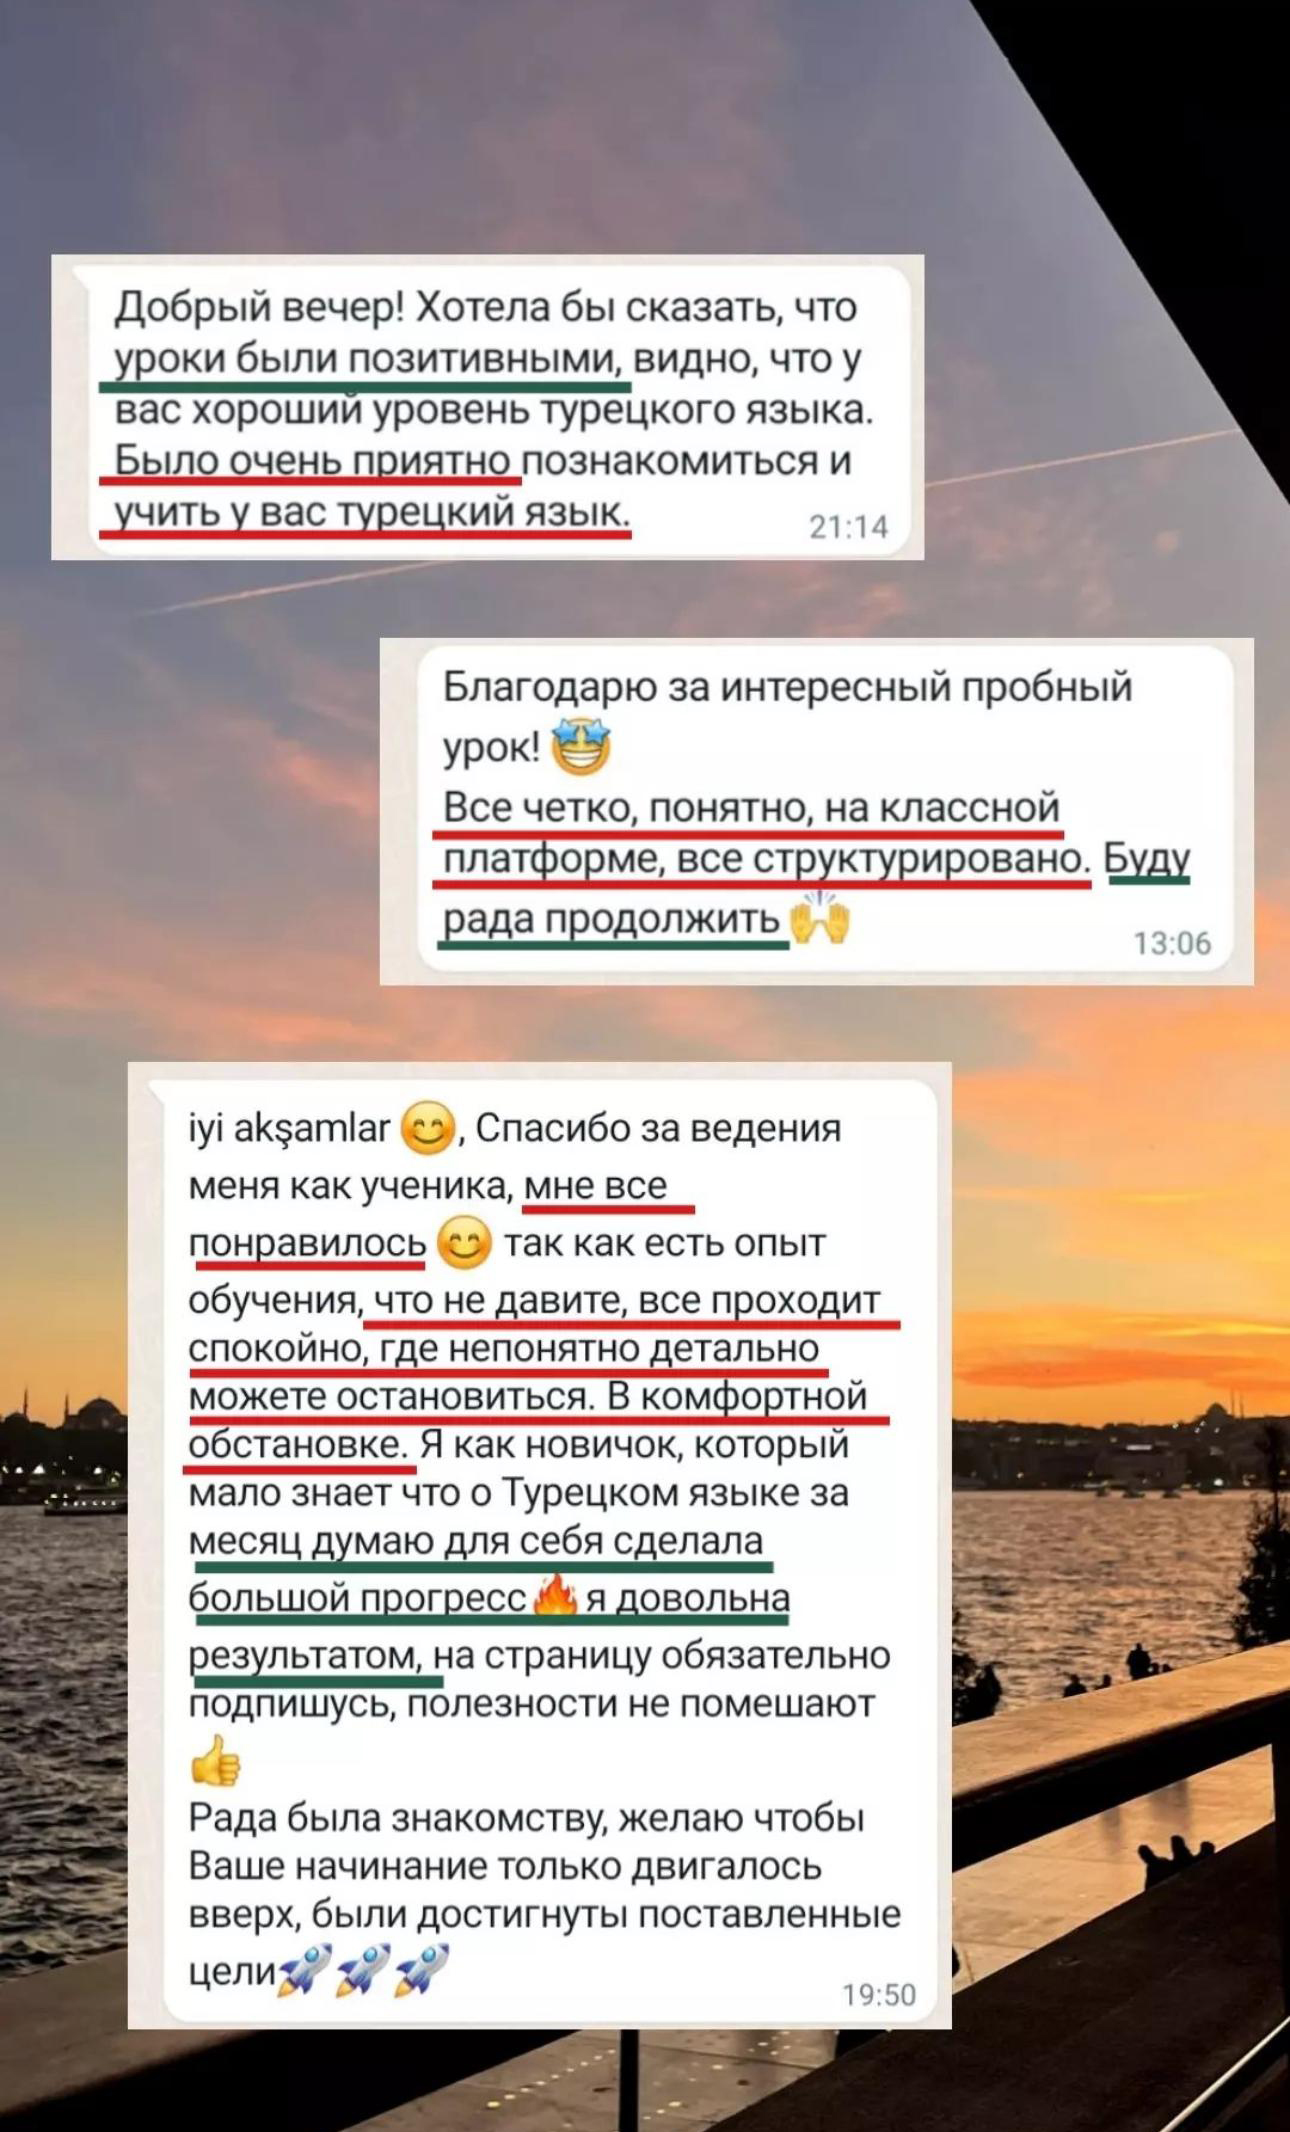 Добрый вечер! Хотела бы сказать, что
уроки были позитивными, видно, что у
вас хороший уровень турецкого языка.
Было очень приятно познакомиться и
учить у вас турецкий язык.
21:14
Благодарю за интересный пробный
урок! 🤩
Все четко, понятно, на классной
платформе, все структурировано. Буду
рада продолжить 🙌
13:06
iyi akşamlar 😊, Спасибо за ведения
меня как ученика, мне все
понравилось 😊 так как есть опыт
обучения, что не давите, все проходит
спокойно, где непонятно детально
можете остановиться. В комфортной
обстановке. Я как новичок, который
мало знает что о Турецком языке за
месяц думаю для себя сделала
большой прогресс🔥 я довольна
результатом, на страницу обязательно
подпишусь, полезности не помешают
👍
Рада была знакомству, желаю чтобы
Ваше начинание только двигалось
вверх, были достигнуты поставленные
цели🚀🚀🚀
19:50